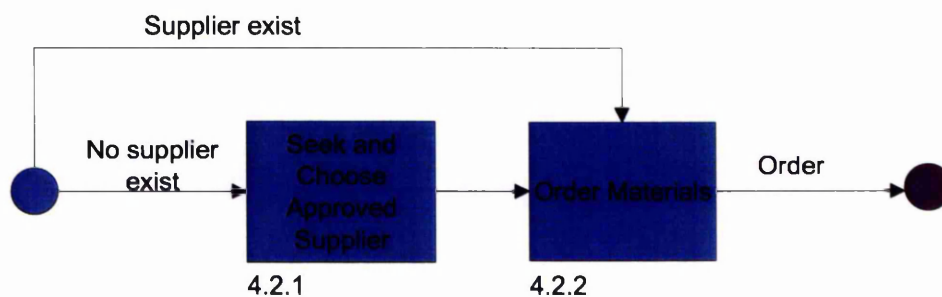 Supplier exist
No supplier
exist
Seek and
Choose
Approved
Supplier
Order Materials
Order
4.2.1
4.2.2